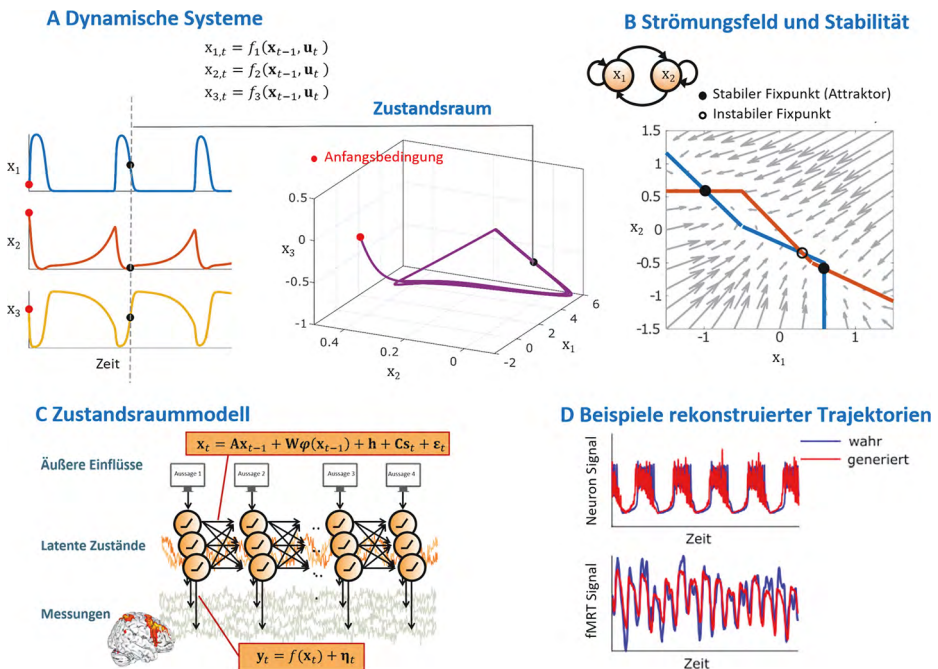 A Dynamische Systeme
x1,t = f1(xt−1, ut )
x2,t = f2(xt−1, ut )
x3,t = f3(xt−1, ut )
Zustandsraum
Anfangsbedingung
x1
x2
x3
Zeit
0.5
0
-0.5
-1
x3
0.4
0.2
0
x2
-2
0
2
4
6
x1
B Strömungsfeld und Stabilität
x1
x2
Stabiler Fixpunkt (Attraktor)
Instabiler Fixpunkt
1.5
1
0.5
0
-0.5
-1
-1.5
x2
-1
0
1
x1
C Zustandsraummodell
xt = Axt−1 + Wφ(xt−1) + h + Cst + εt
Äußere Einflüsse
Aussage 1
Aussage 2
Aussage 3
Aussage 4
Latente Zustände
Messungen
yt = f(xt) + ηt
D Beispiele rekonstruierter Trajektorien
wahr
generiert
Neuron Signal
Zeit
fMRT Signal
Zeit